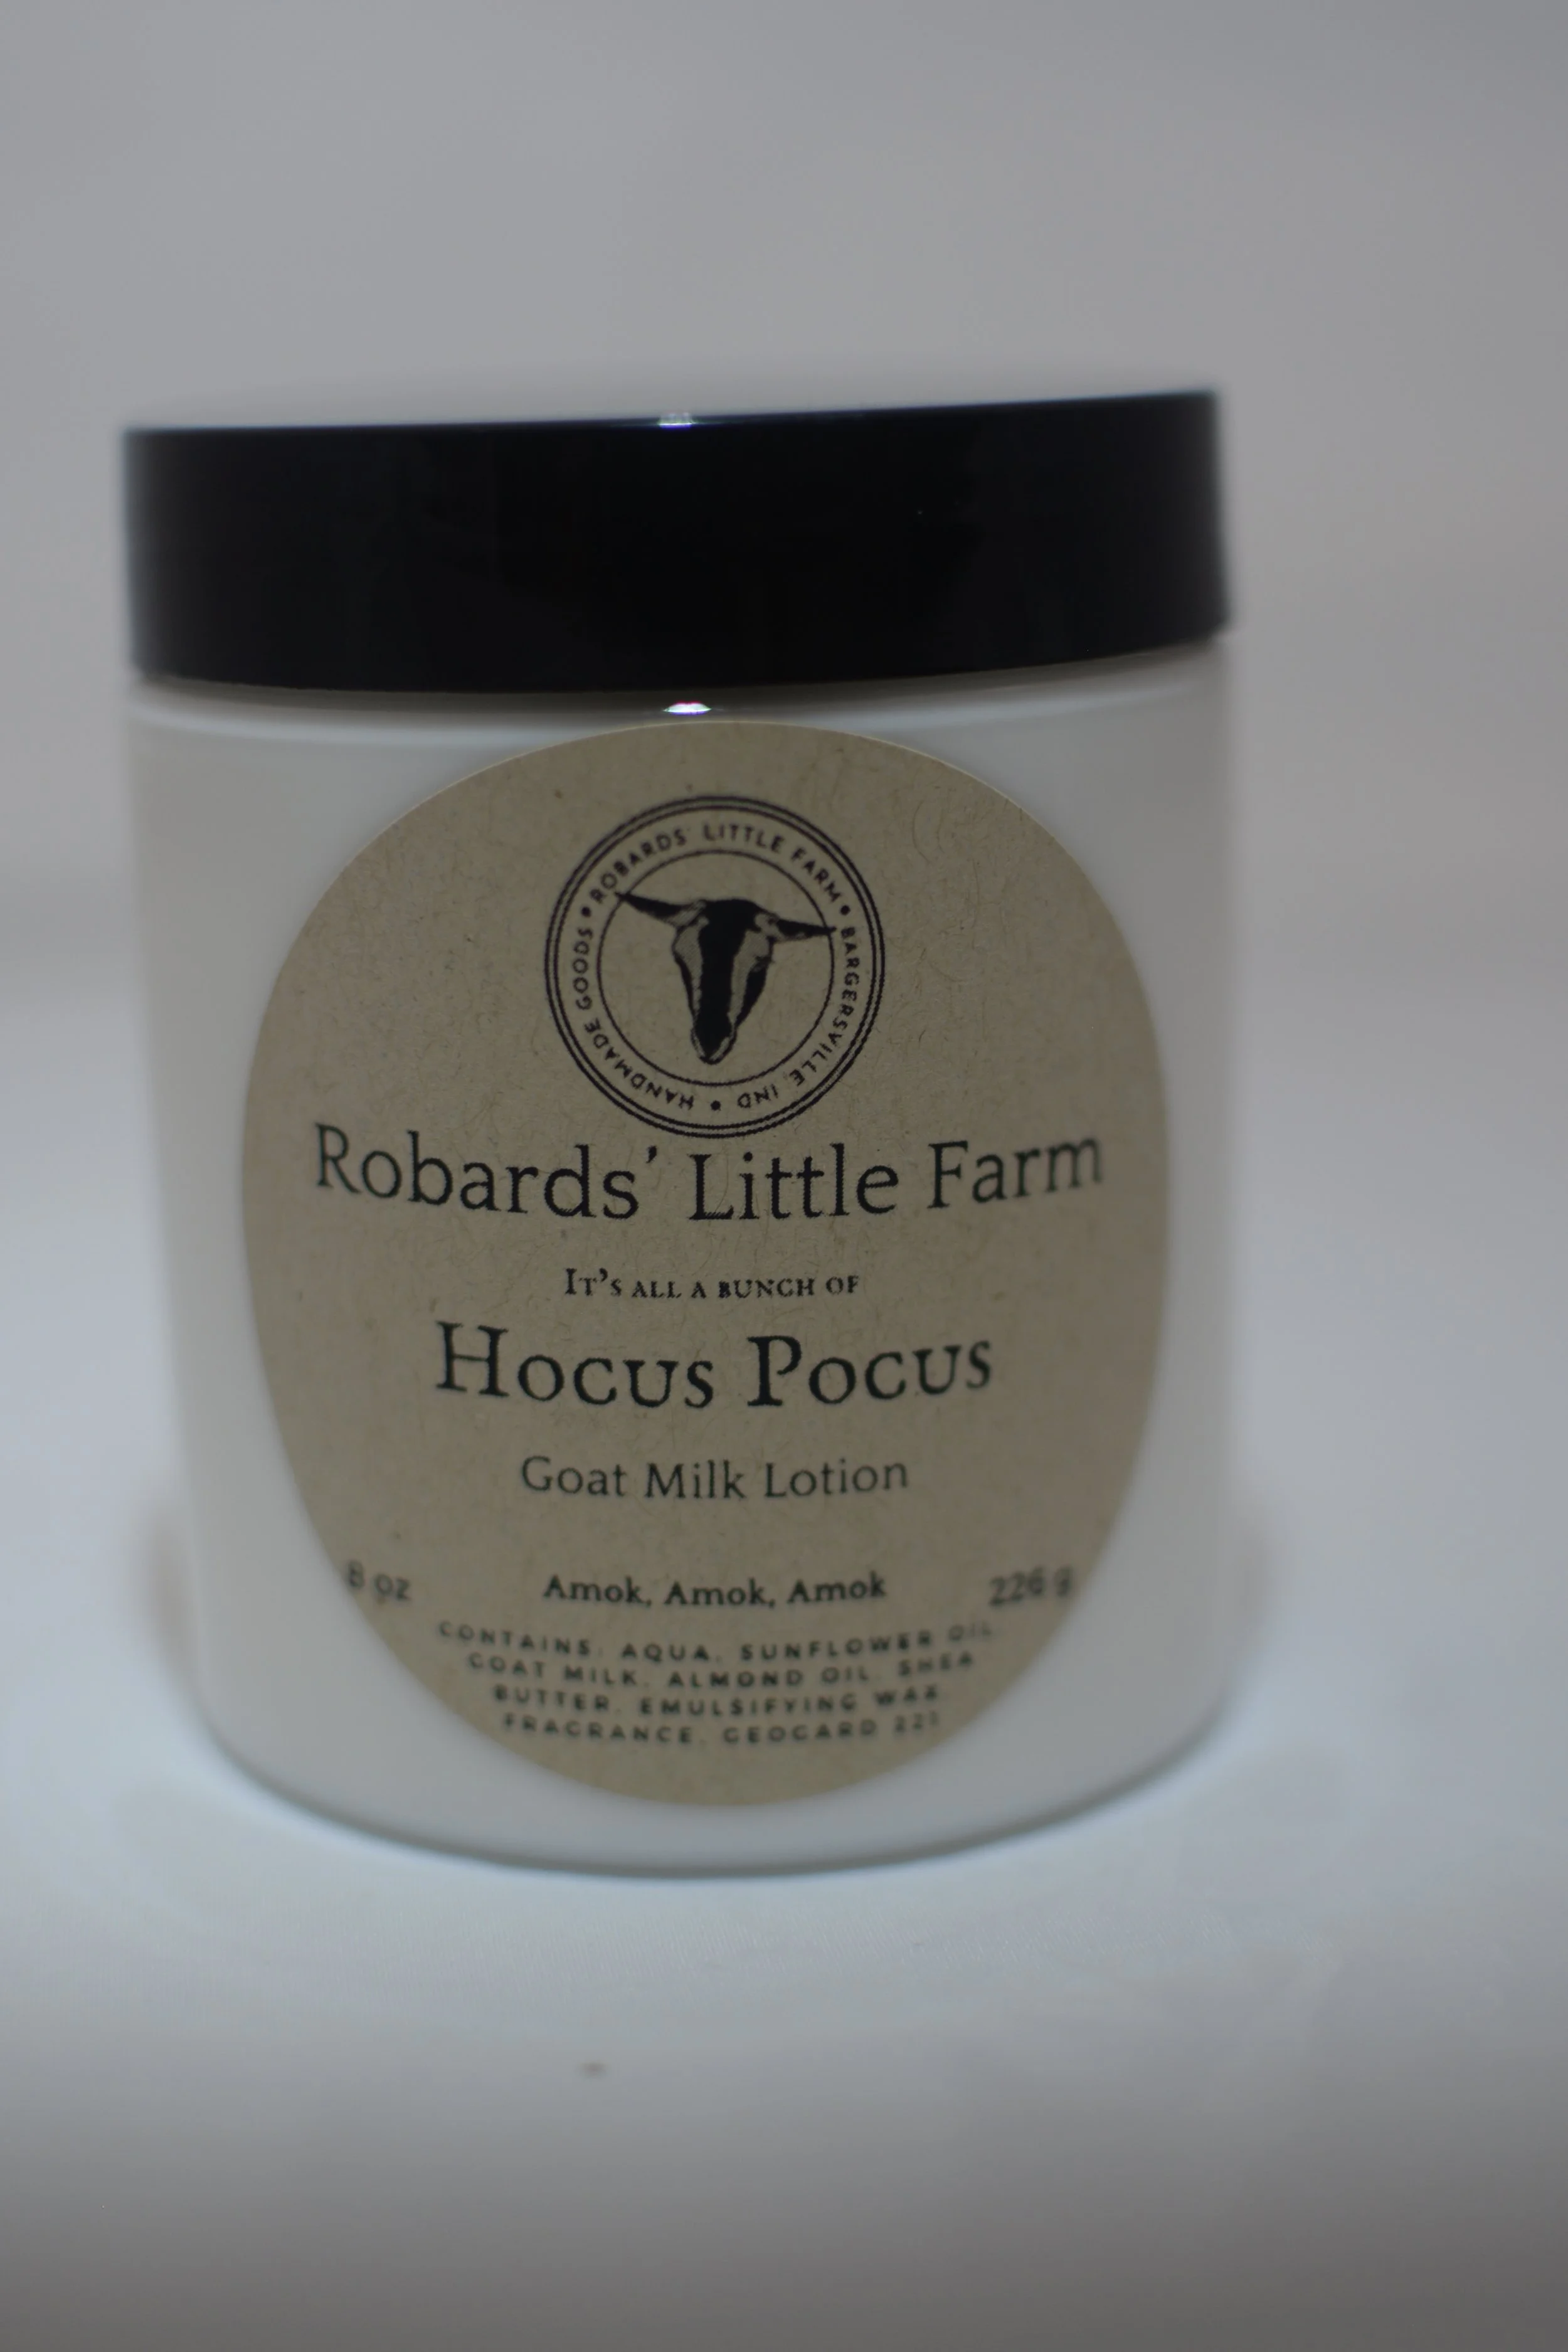 ROBARDS' LITTLE FARM • BARGERSVILLE IND • HANDMADE GOODS •
Robards' Little Farm
It's all a bunch of
Hocus Pocus
Goat Milk Lotion
8 oz Amok, Amok, Amok 226 g
CONTAINS: AQUA, SUNFLOWER OIL,
GOAT MILK, ALMOND OIL, SHEA
BUTTER, EMULSIFYING WAX,
FRAGRANCE, GEOGARD 221